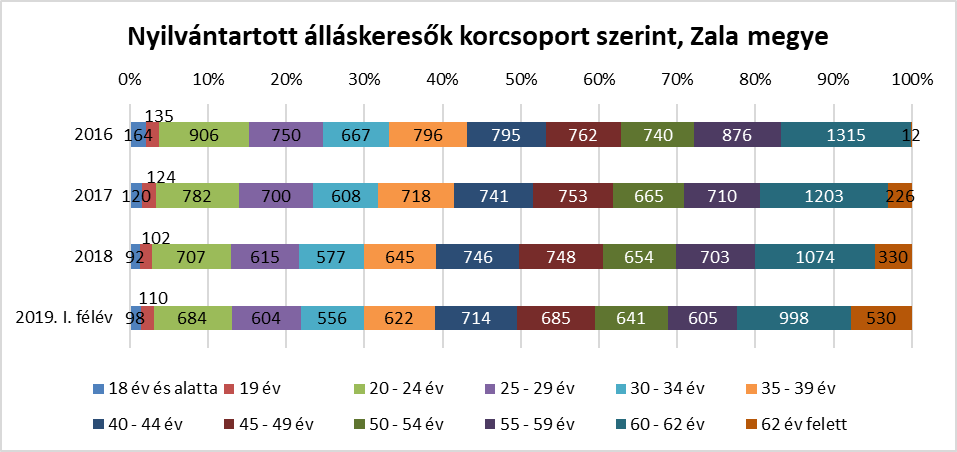 Nyilvántartott álláskeresők korcsoport szerint, Zala megye
0% 10% 20% 30% 40% 50% 60% 70% 80% 90% 100%
2016 164 135 906 750 667 796 795 762 740 876 1315 12
2017 120 124 782 700 608 718 741 753 665 710 1203 226
2018 92 102 707 615 577 645 746 748 654 703 1074 330
2019. I. félév 98 110 684 604 556 622 714 685 641 605 998 530
18 év és alatta 19 év 20 - 24 év 25 - 29 év 30 - 34 év 35 - 39 év
40 - 44 év 45 - 49 év 50 - 54 év 55 - 59 év 60 - 62 év 62 év felett